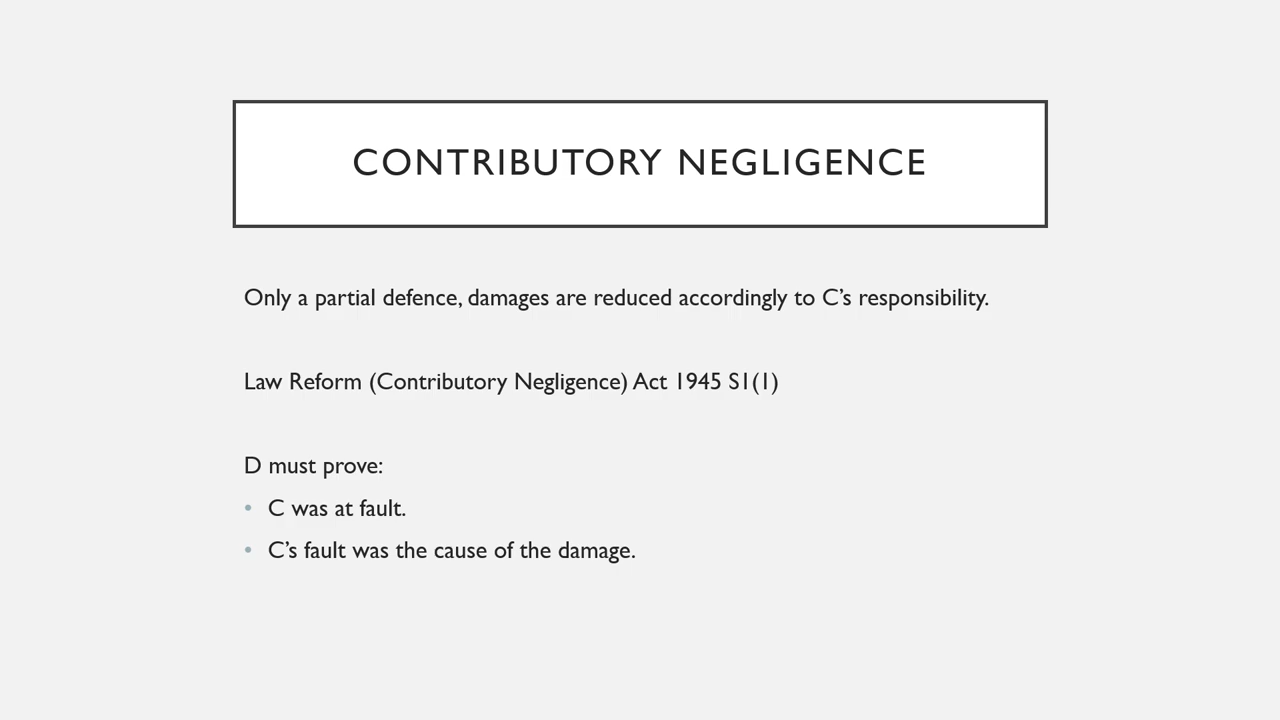 CONTRIBUTORY NEGLIGENCE
Only a partial defence, damages are reduced accordingly to C’s responsibility.
Law Reform (Contributory Negligence) Act 1945 S1(1)
D must prove:
• C was at fault.
• C’s fault was the cause of the damage.